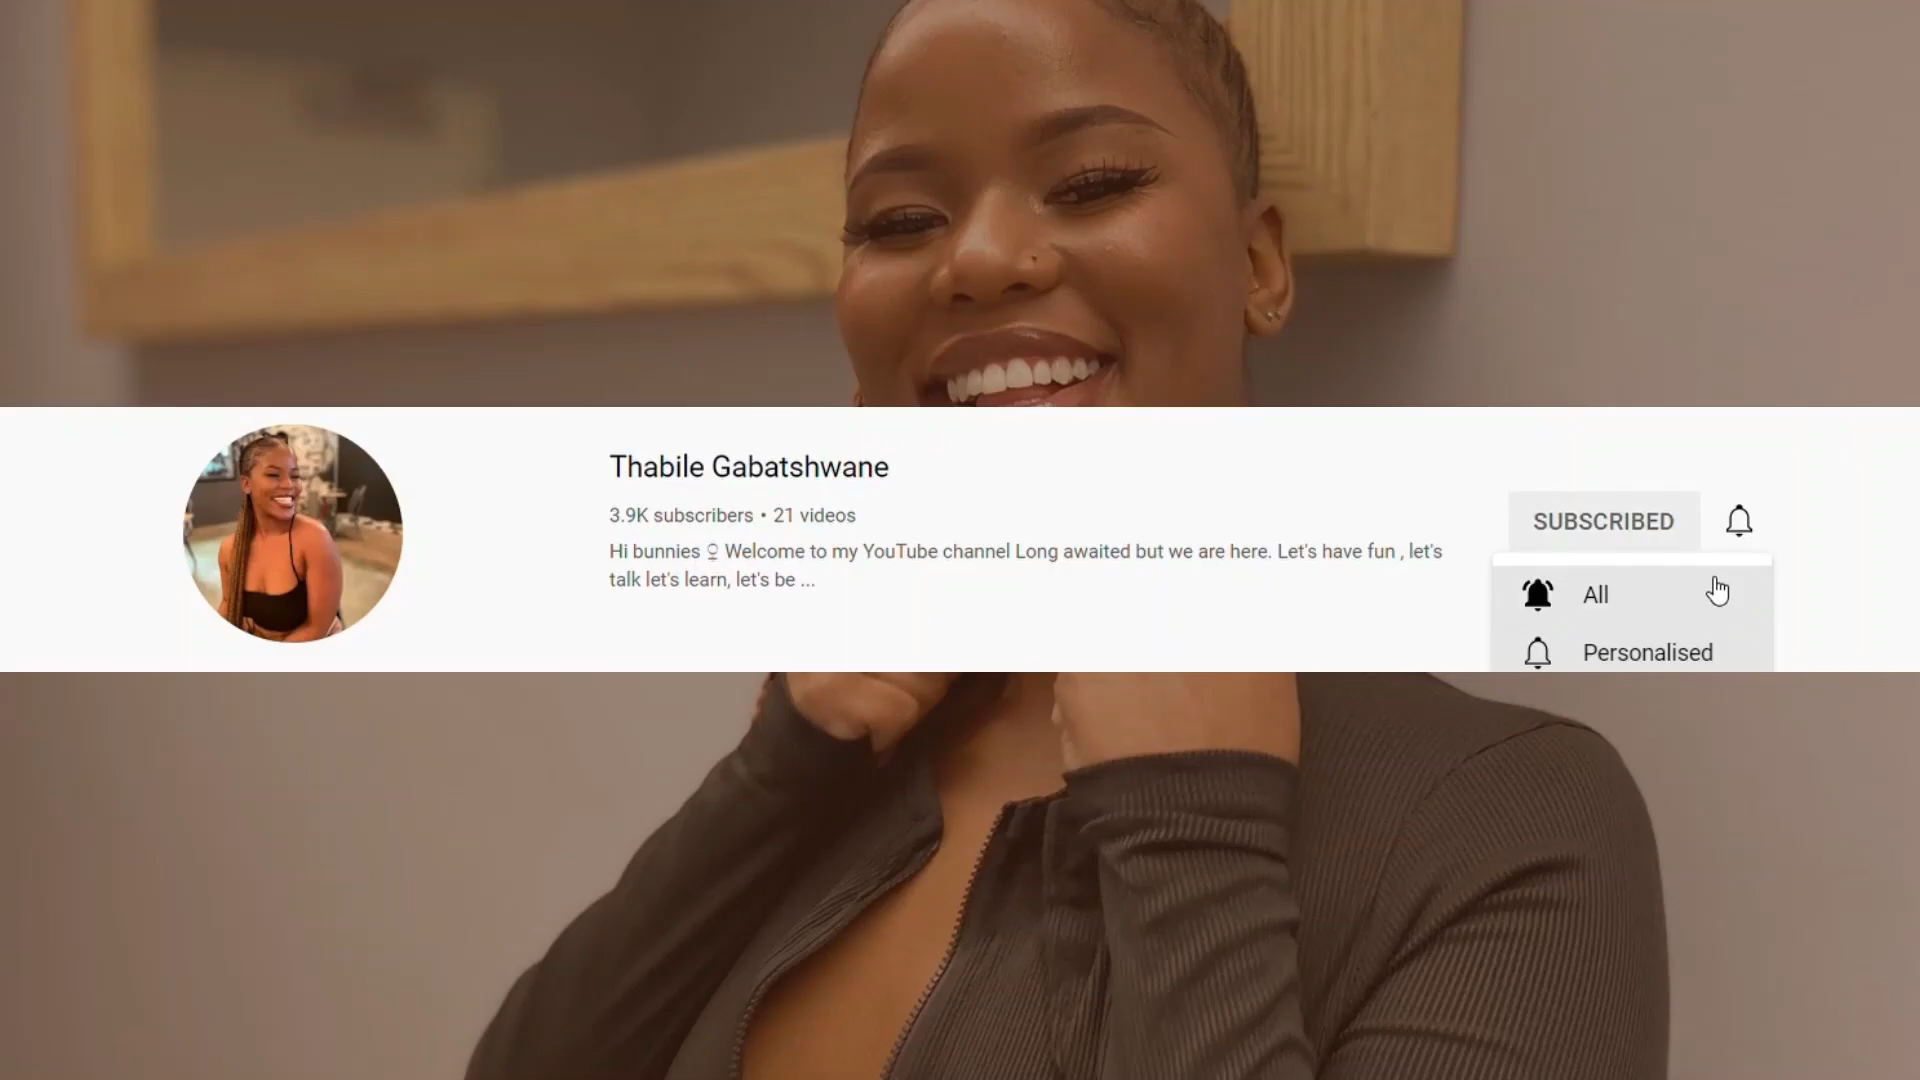 Thabile Gabatshwane
3.9K subscribers • 21 videos
SUBSCRIBED
Hi bunnies ♀ Welcome to my YouTube channel Long awaited but we are here. Let's have fun , let's
talk let's learn, let's be ...
All
Personalised